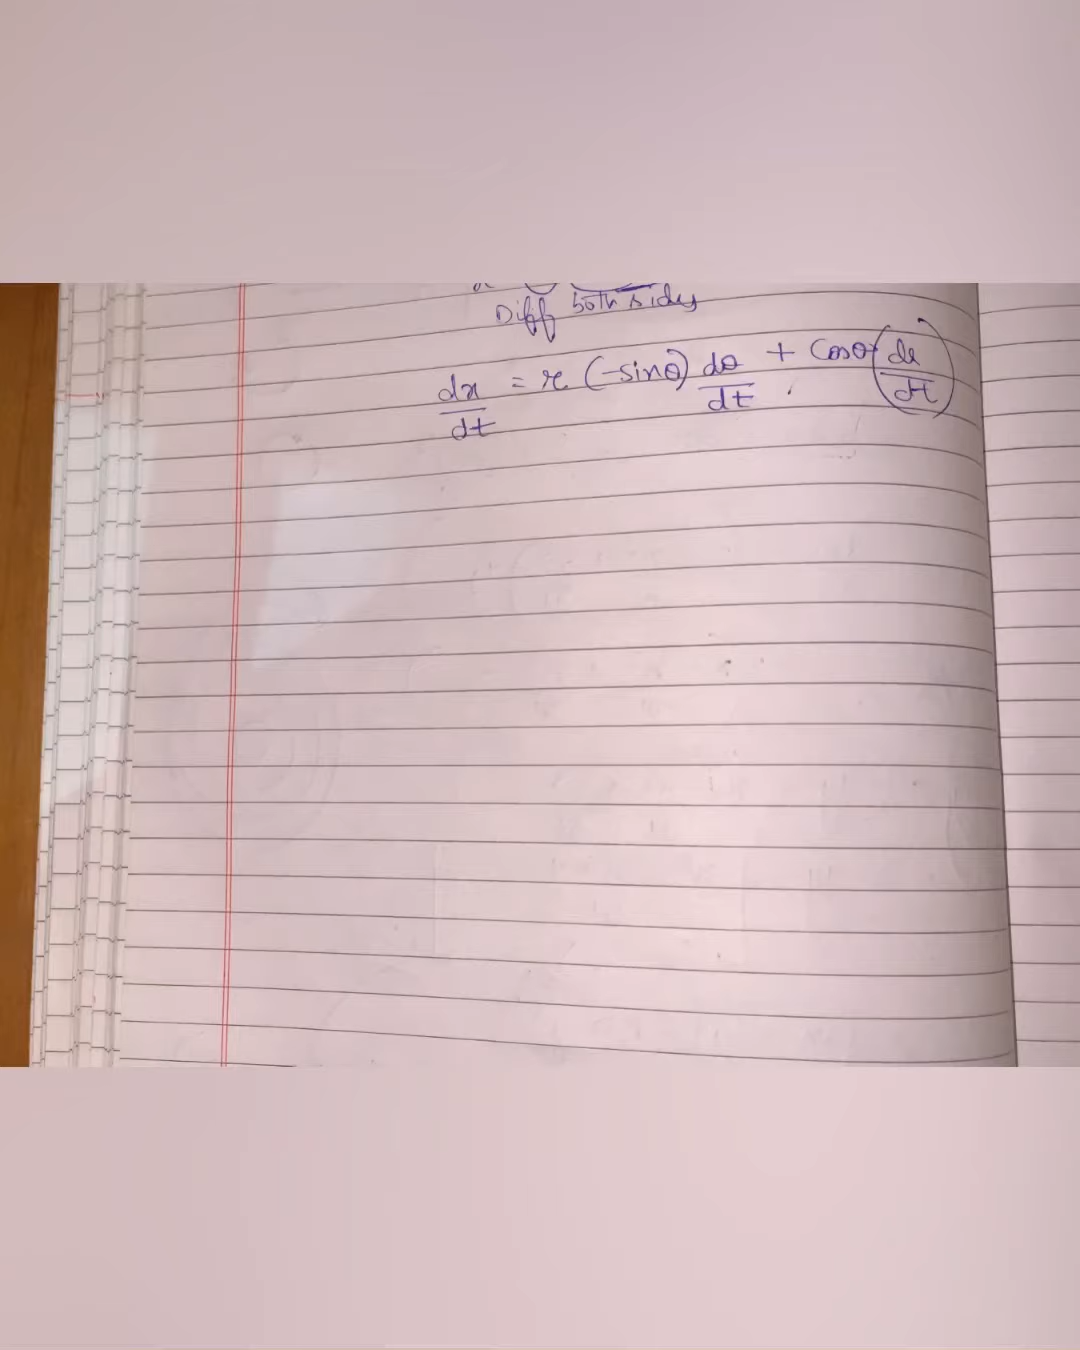 Diff both sides
dx/dt = r (-sinθ) dθ/dt + cosθ (dr/dt)